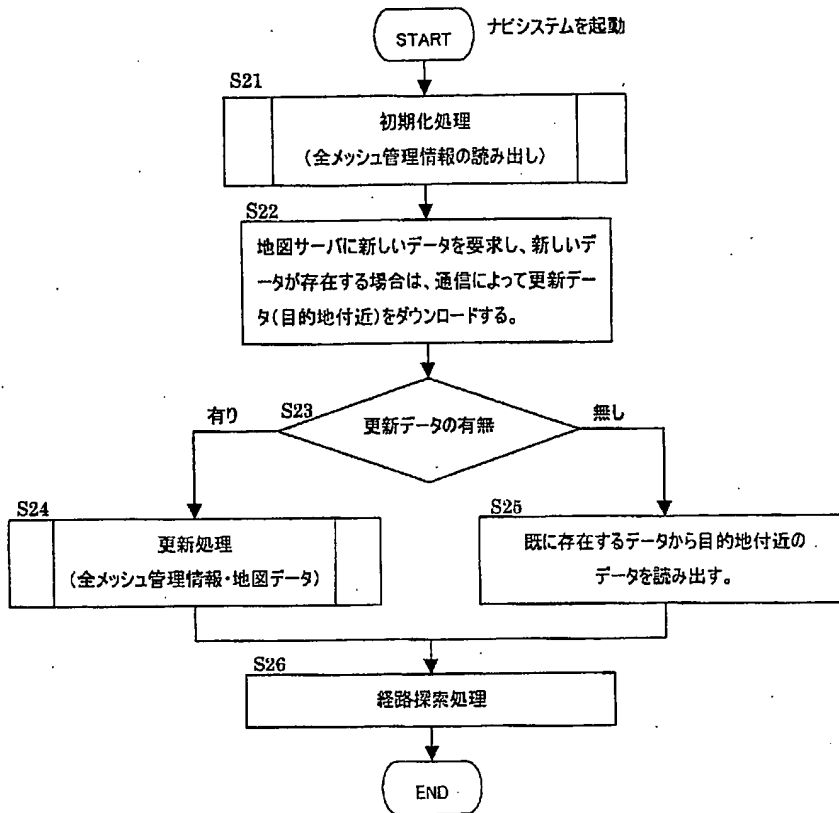 START
ナビシステムを起動
S21
初期化処理
(全メッシュ管理情報の読み出し)
S22
地図サーバに新しいデータを要求し、新しいデ
ータが存在する場合は、通信によって更新デー
タ(目的地付近)をダウンロードする。
S23
更新データの有無
有り
無し
S24
更新処理
(全メッシュ管理情報・地図データ)
S25
既に存在するデータから目的地付近の
データを読み出す。
S26
経路探索処理
END